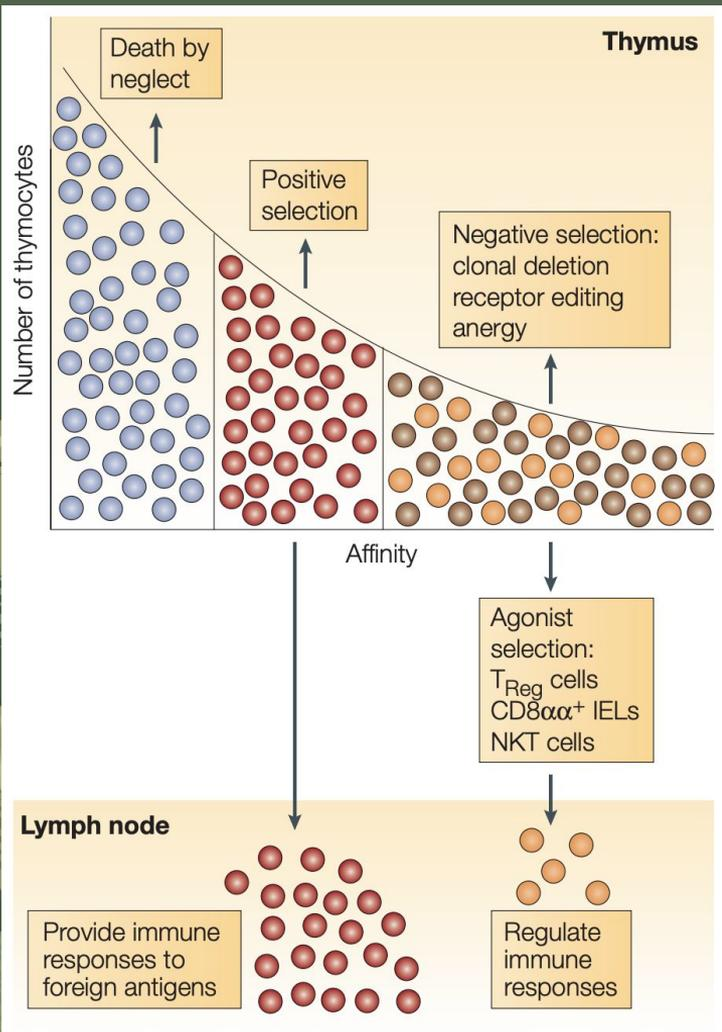 Thymus
Death by
neglect
Positive
selection
Negative selection:
clonal deletion
receptor editing
anergy
Number of thymocytes
Affinity
Agonist
selection:
TReg cells
CD8αα+ IELs
NKT cells
Lymph node
Provide immune
responses to
foreign antigens
Regulate
immune
responses